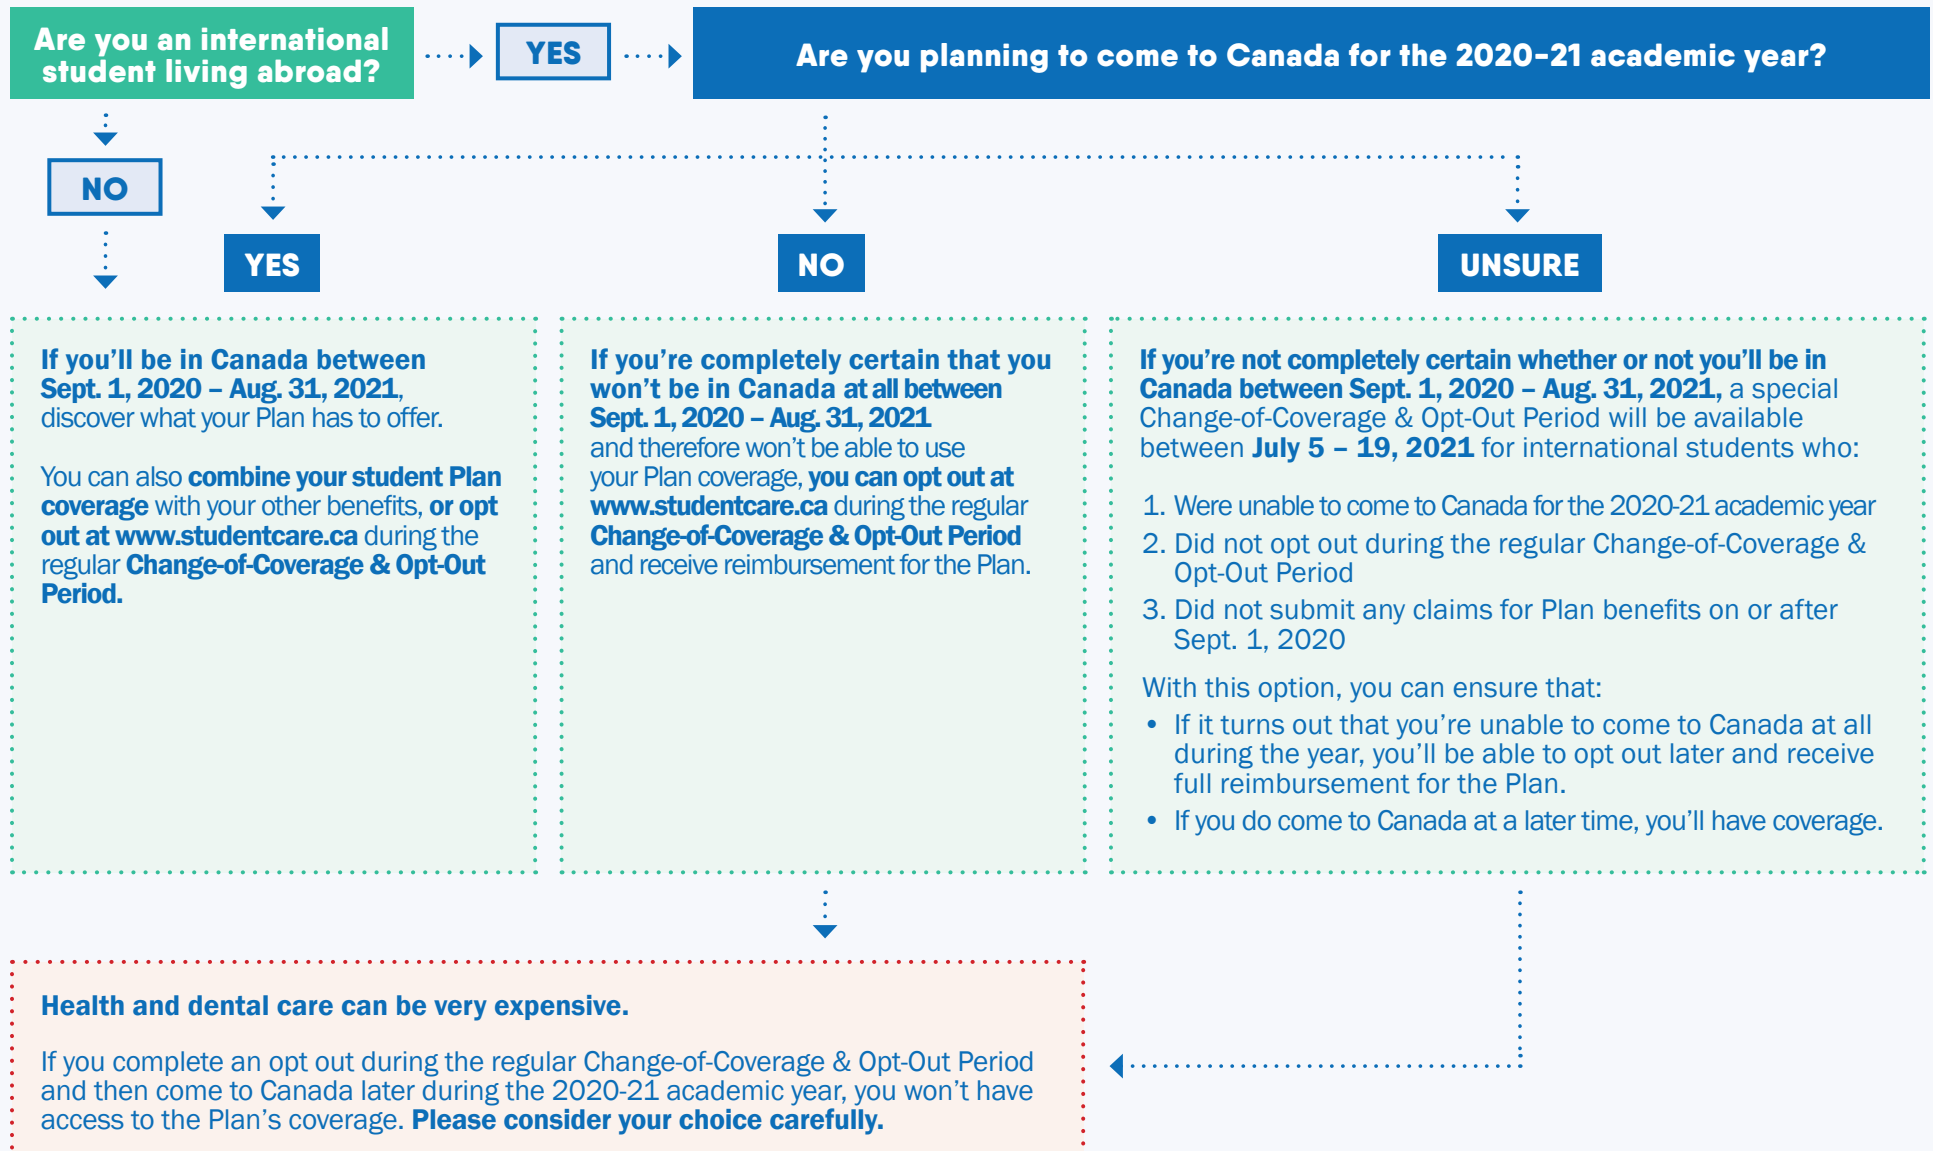 Are you an international
student living abroad?
YES
Are you planning to come to Canada for the 2020-21 academic year?
NO
YES
NO
UNSURE
If you’ll be in Canada between
Sept. 1, 2020 – Aug. 31, 2021,
discover what your Plan has to offer.
You can also combine your student Plan
coverage with your other benefits, or opt
out at www.studentcare.ca during the
regular Change-of-Coverage & Opt-Out
Period.
If you’re completely certain that you
won’t be in Canada at all between
Sept. 1, 2020 – Aug. 31, 2021
and therefore won’t be able to use
your Plan coverage, you can opt out at
www.studentcare.ca during the regular
Change-of-Coverage & Opt-Out Period
and receive reimbursement for the Plan.
If you’re not completely certain whether or not you’ll be in
Canada between Sept. 1, 2020 – Aug. 31, 2021, a special
Change-of-Coverage & Opt-Out Period will be available
between July 5 – 19, 2021 for international students who:
1. Were unable to come to Canada for the 2020-21 academic year
2. Did not opt out during the regular Change-of-Coverage &
Opt-Out Period
3. Did not submit any claims for Plan benefits on or after
Sept. 1, 2020
With this option, you can ensure that:
• If it turns out that you’re unable to come to Canada at all
during the year, you’ll be able to opt out later and receive
full reimbursement for the Plan.
• If you do come to Canada at a later time, you’ll have coverage.
Health and dental care can be very expensive.
If you complete an opt out during the regular Change-of-Coverage & Opt-Out Period
and then come to Canada later during the 2020-21 academic year, you won’t have
access to the Plan’s coverage. Please consider your choice carefully.